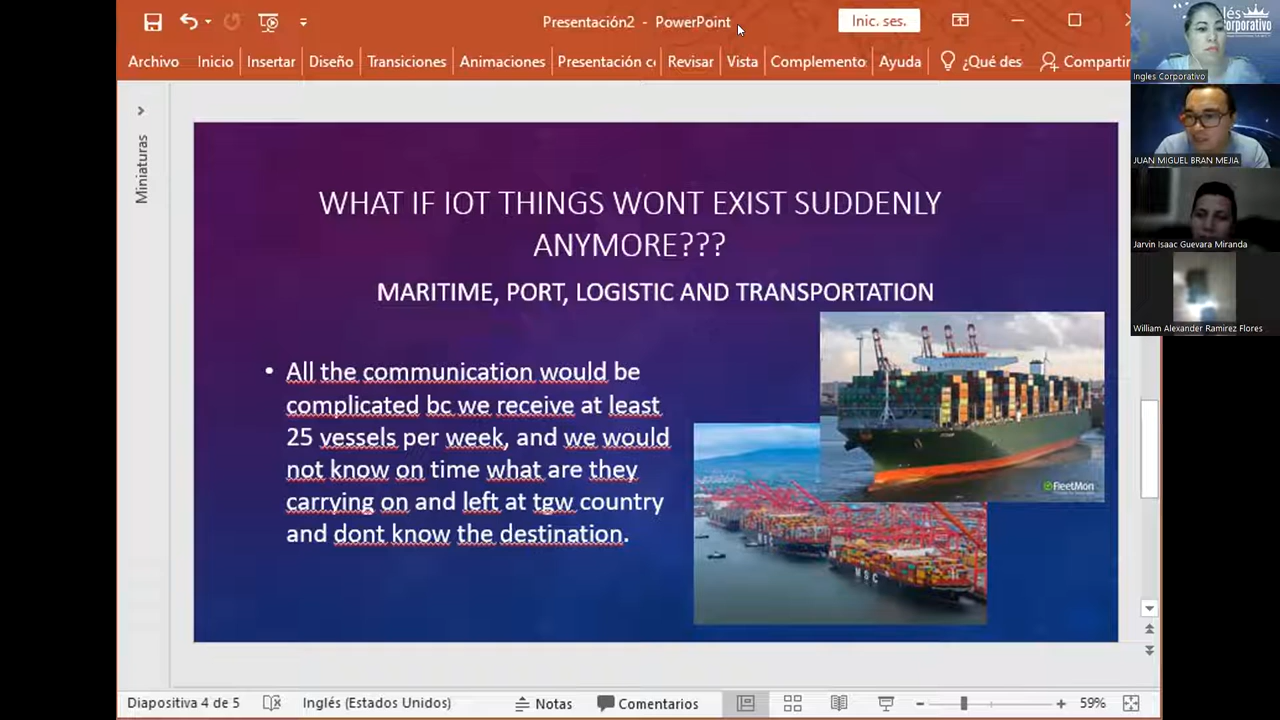 Presentación2 - PowerPoint
Inic. ses.
Archivo Inicio Insertar Diseño Transiciones Animaciones Presentación c Revisar Vista Complemento Ayuda ¿Qué des Compartir
Miniaturas
WHAT IF IOT THINGS WONT EXIST SUDDENLY
ANYMORE???
MARITIME, PORT, LOGISTIC AND TRANSPORTATION
• All the communication would be
complicated bc we receive at least
25 vessels per week, and we would
not know on time what are they
carrying on and left at tgw country
and dont know the destination.
FleetMon
MSC
Diapositiva 4 de 5 Inglés (Estados Unidos) Notas Comentarios 59%
Ingles Corporativo
JUAN MIGUEL BRAN MEJIA
Jarvin Isaac Guevara Miranda
William Alexander Ramirez Flores